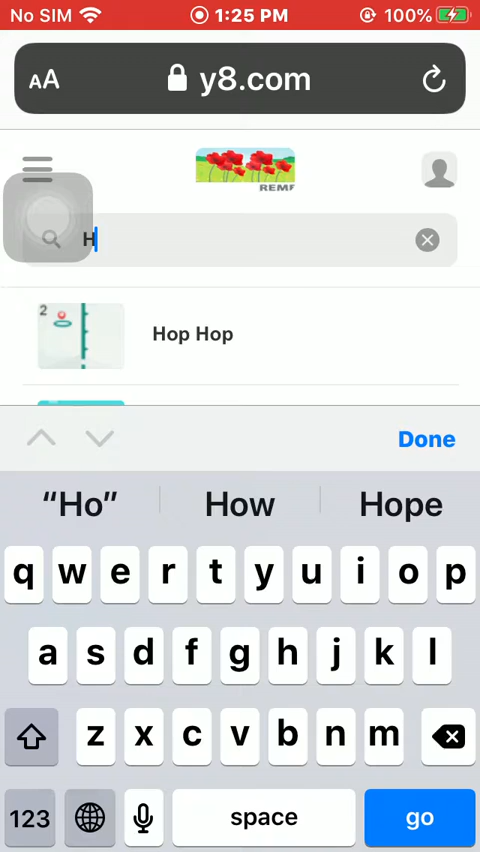 No SIM 1:25 PM 100%
AA y8.com
REMF
H
2
Hop Hop
Done
“Ho” How Hope
q w e r t y u i o p
a s d f g h j k l
z x c v b n m
123 space go